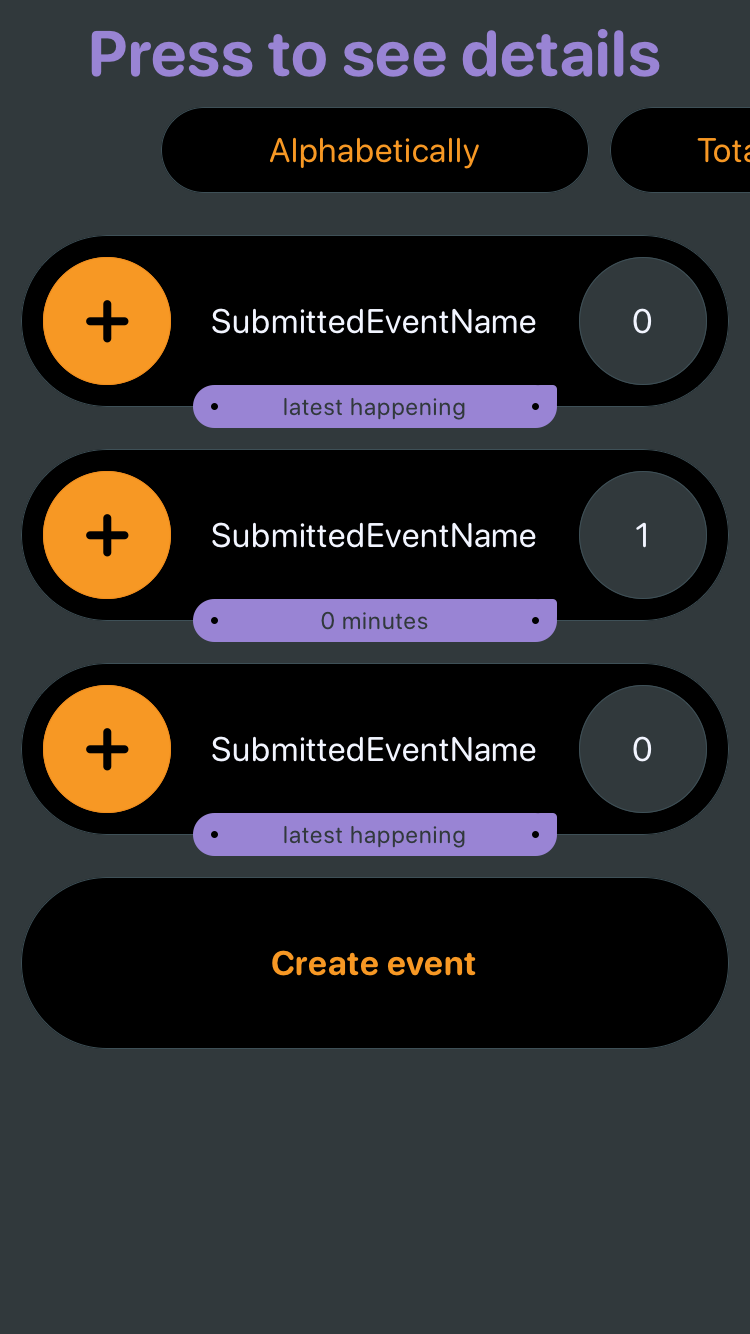 Press to see details
Alphabetically
SubmittedEventName 0
latest happening
SubmittedEventName 1
0 minutes
SubmittedEventName 0
latest happening
Create event